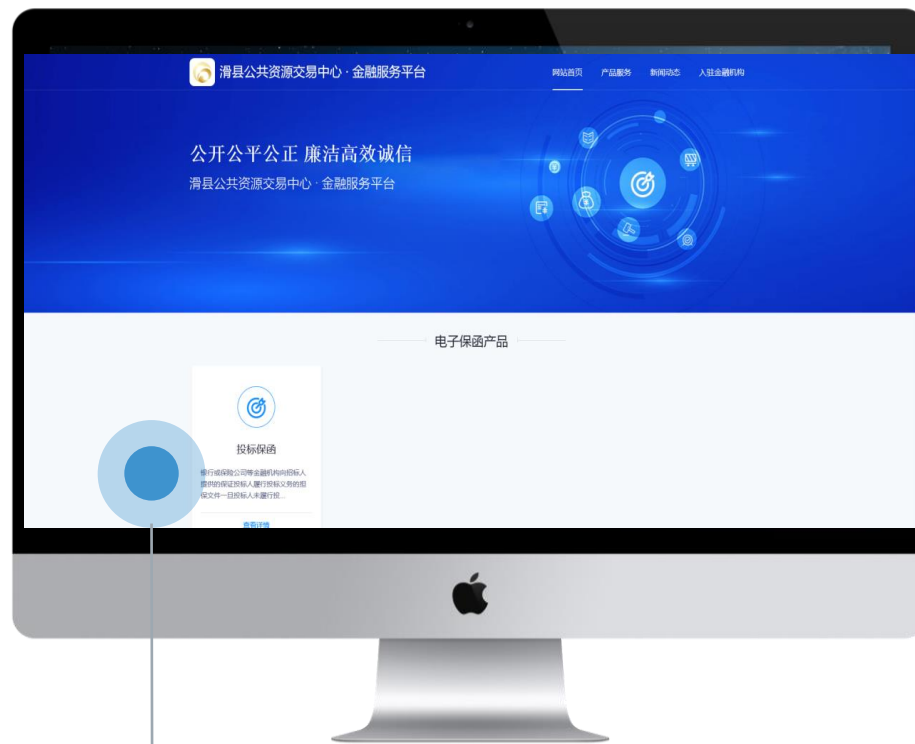 滑县公共资源交易中心 · 金融服务平台
网站首页 产品服务 新闻动态 入驻金融机构
公开公平公正 廉洁高效诚信
滑县公共资源交易中心 · 金融服务平台
电子保函产品
投标保函
银行或保险公司等金融机构向招标人
提供的保证投标人履行投标义务的担
保文件一旦投标人未履行投...
查看详情